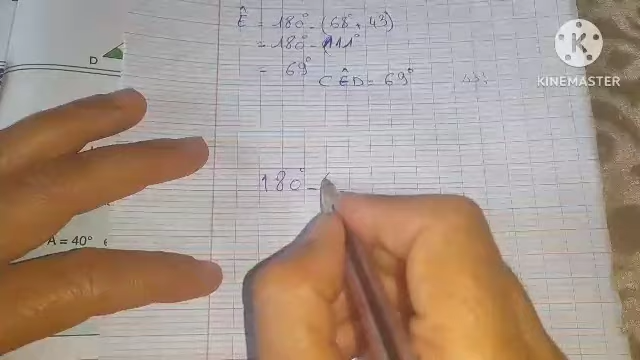 Ê = 180° - (68° + 43)
= 180° - 111°
= 69°
CÊD = 69°
D
180° - (
A = 40°
KINEMASTER